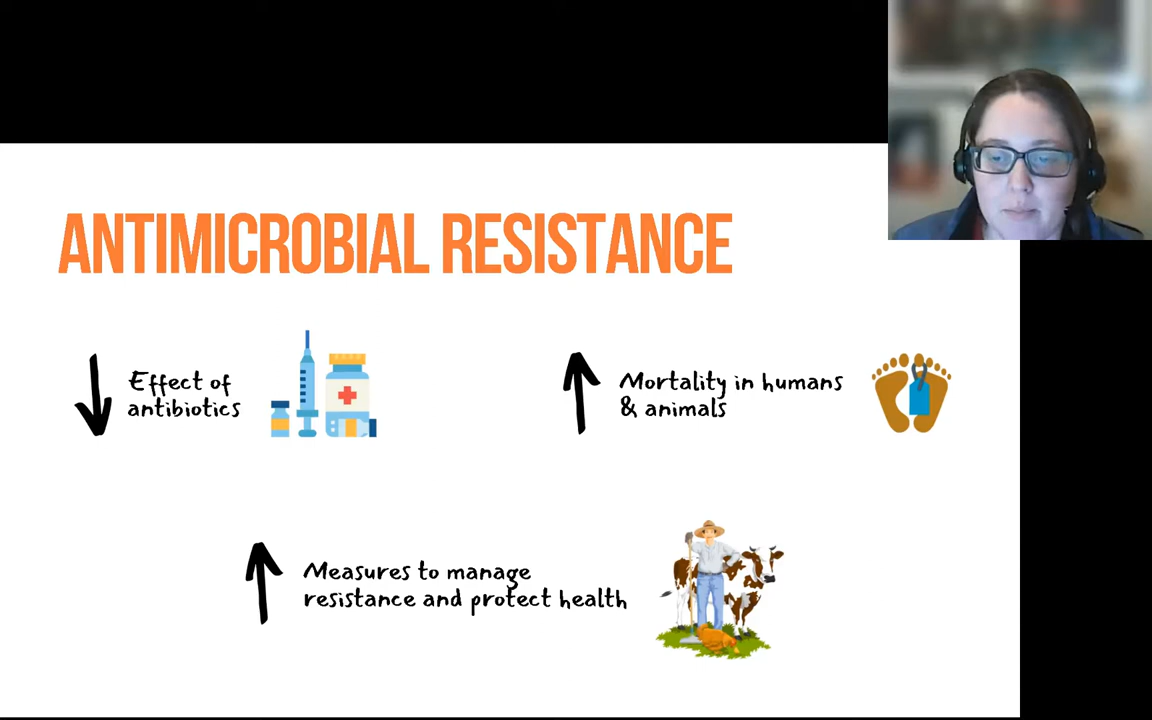 ANTIMICROBIAL RESISTANCE
Effect of
antibiotics
Mortality in humans
& animals
Measures to manage
resistance and protect health